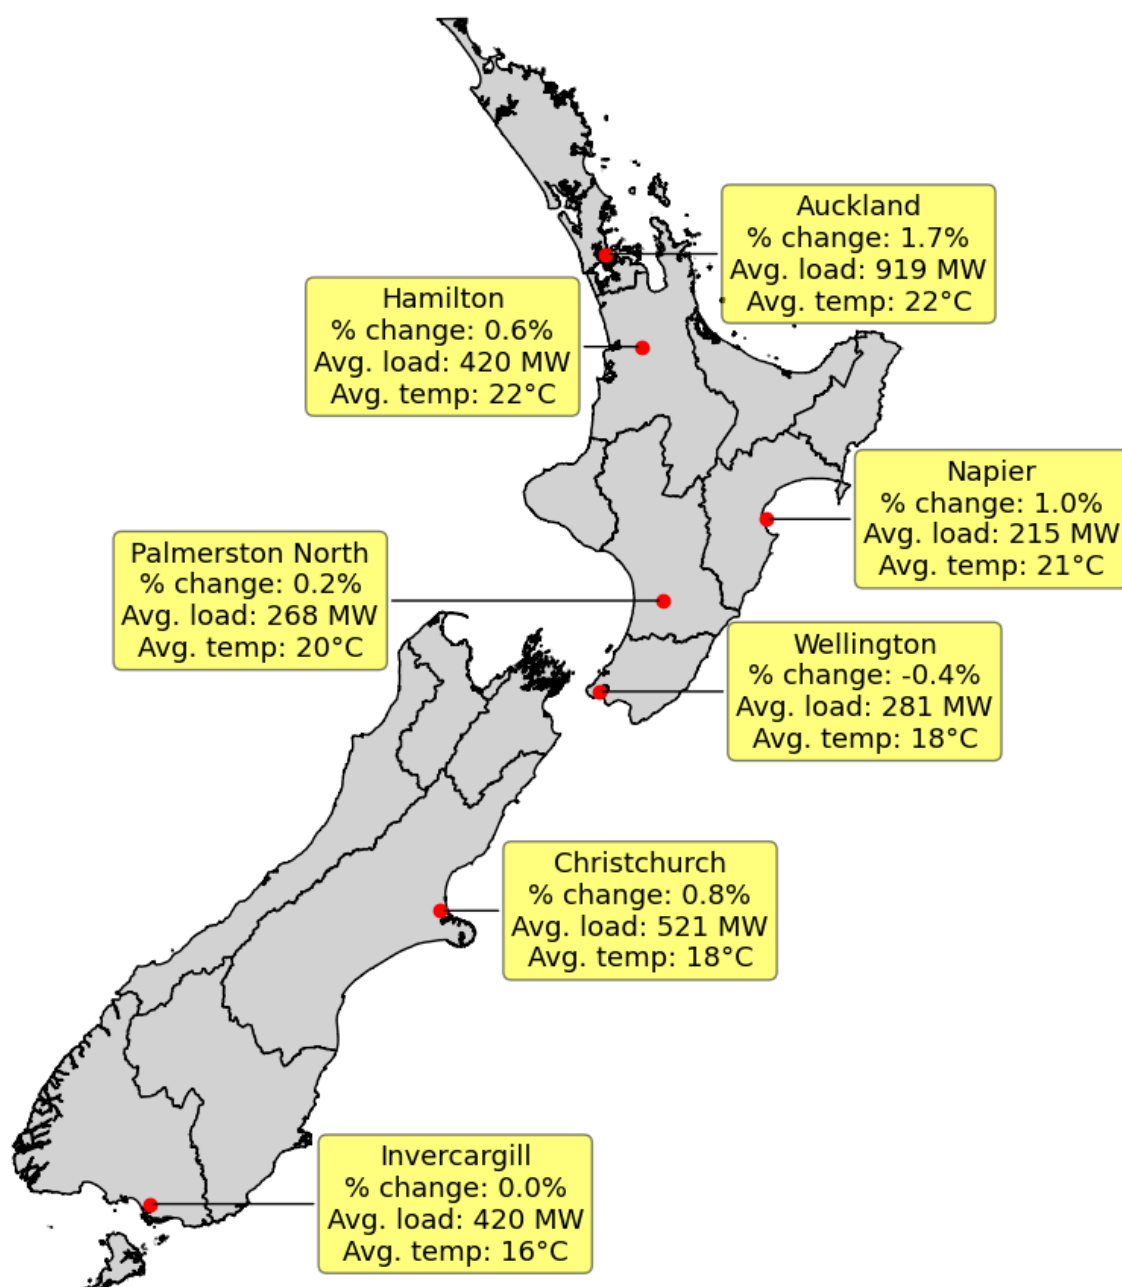 Auckland
% change: 1.7%
Avg. load: 919 MW
Avg. temp: 22°C
Hamilton
% change: 0.6%
Avg. load: 420 MW
Avg. temp: 22°C
Napier
% change: 1.0%
Avg. load: 215 MW
Avg. temp: 21°C
Palmerston North
% change: 0.2%
Avg. load: 268 MW
Avg. temp: 20°C
Wellington
% change: -0.4%
Avg. load: 281 MW
Avg. temp: 18°C
Christchurch
% change: 0.8%
Avg. load: 521 MW
Avg. temp: 18°C
Invercargill
% change: 0.0%
Avg. load: 420 MW
Avg. temp: 16°C